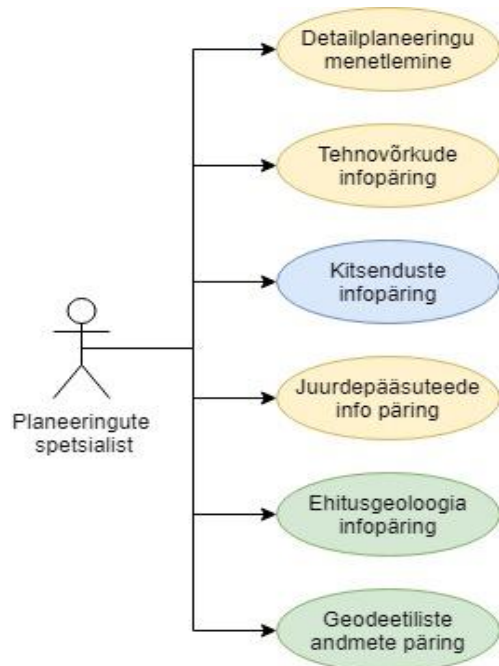 Detailplaneeringu
menetlemine
Tehnovõrkude
infopäring
Kitsenduste
infopäring
Planeeringute
spetsialist
Juurdepääsuteede
info päring
Ehitusgeoloogia
infopäring
Geodeetiliste
andmete päring